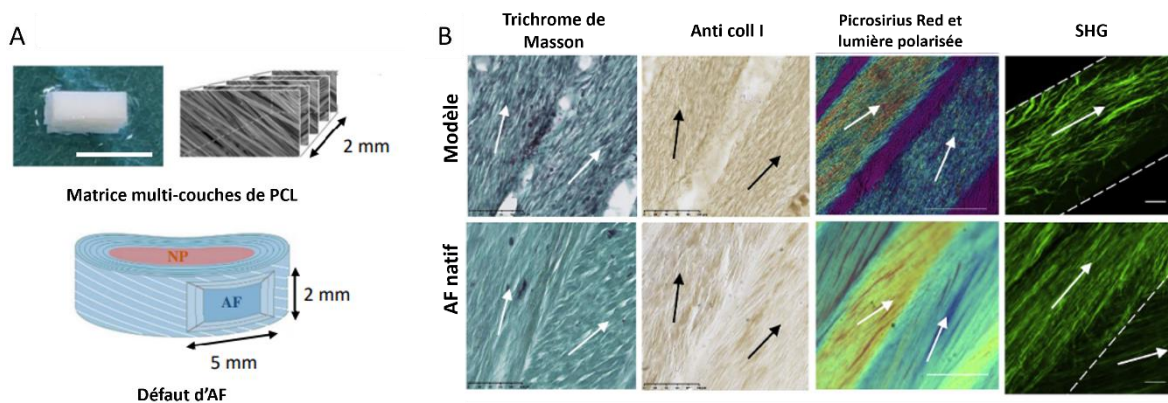 A
2 mm
Matrice multi-couches de PCL
NP
AF
2 mm
5 mm
Défaut d'AF
B
Trichrome de
Masson
Anti coll I
Picrosirius Red et
lumière polarisée
SHG
Modèle
AF natif